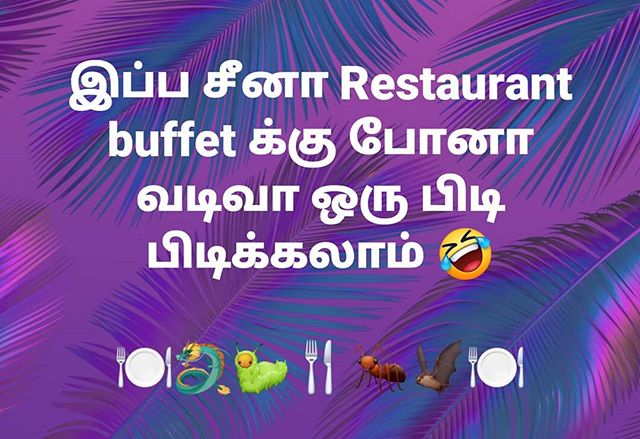 இப்ப சீனா Restaurant
buffet க்கு போனா
வடிவா ஒரு பிடி
பிடிக்கலாம் 🤣
🍽️🐉🐛🍴🐜🦇🍽️